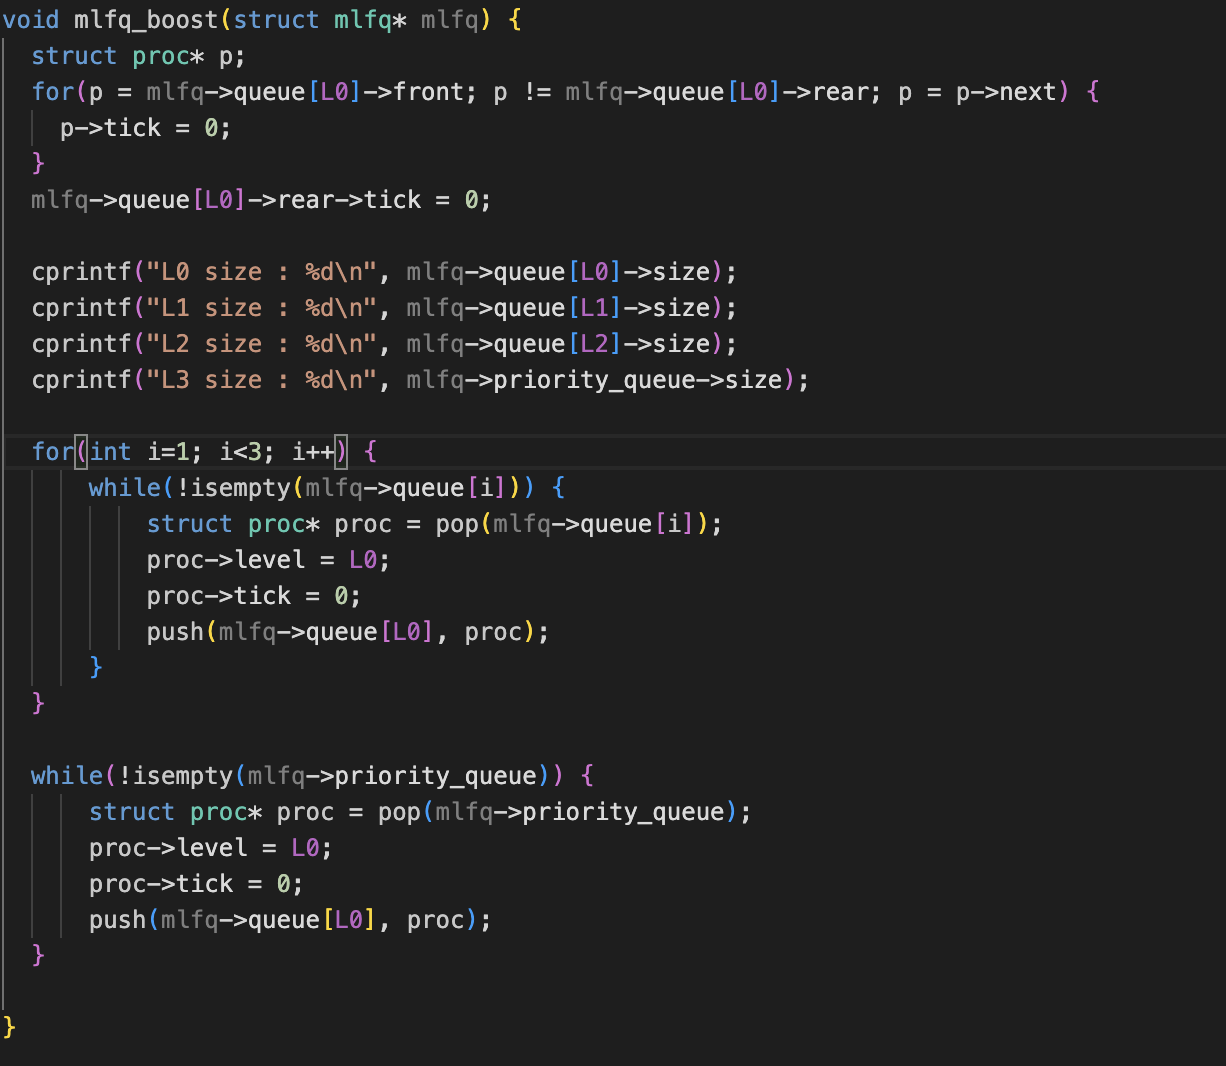 void mlfq_boost(struct mlfq* mlfq) {
  struct proc* p;
  for(p = mlfq->queue[L0]->front; p != mlfq->queue[L0]->rear; p = p->next) {
    p->tick = 0;
  }
  mlfq->queue[L0]->rear->tick = 0;

  cprintf("L0 size : %d\n", mlfq->queue[L0]->size);
  cprintf("L1 size : %d\n", mlfq->queue[L1]->size);
  cprintf("L2 size : %d\n", mlfq->queue[L2]->size);
  cprintf("L3 size : %d\n", mlfq->priority_queue->size);

  for(int i=1; i<3; i++) {
      while(!isempty(mlfq->queue[i])) {
          struct proc* proc = pop(mlfq->queue[i]);
          proc->level = L0;
          proc->tick = 0;
          push(mlfq->queue[L0], proc);
      }
  }

  while(!isempty(mlfq->priority_queue)) {
      struct proc* proc = pop(mlfq->priority_queue);
      proc->level = L0;
      proc->tick = 0;
      push(mlfq->queue[L0], proc);
  }

}